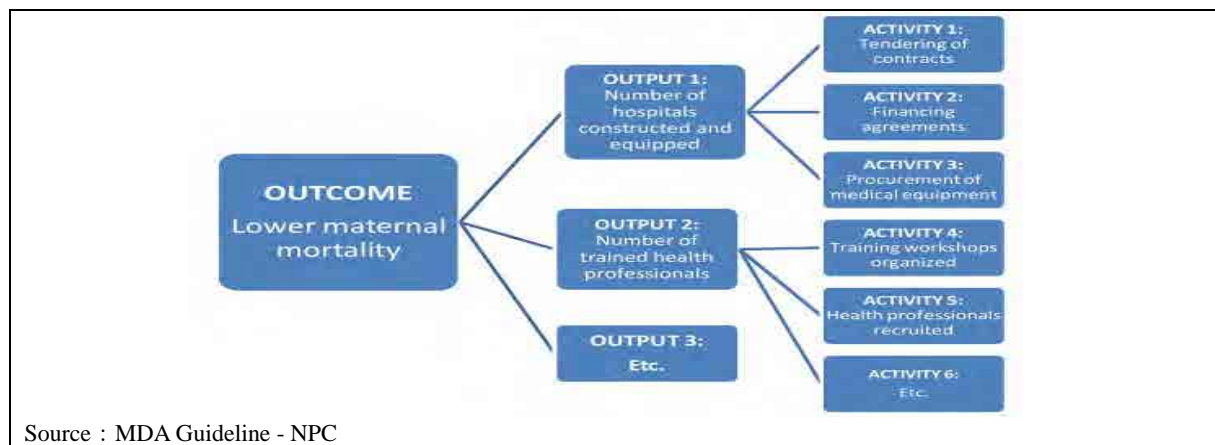 OUTCOME
Lower maternal
mortality
OUTPUT 1:
Number of
hospitals
constructed and
equipped
OUTPUT 2:
Number of
trained health
professionals
OUTPUT 3:
Etc.
ACTIVITY 1:
Tendering of
contracts
ACTIVITY 2:
Financing
agreements
ACTIVITY 3:
Procurement of
medical equipment
ACTIVITY 4:
Training workshops
organized
ACTIVITY 5:
Health professionals
recruited
ACTIVITY 6:
Etc.
Source：MDA Guideline - NPC